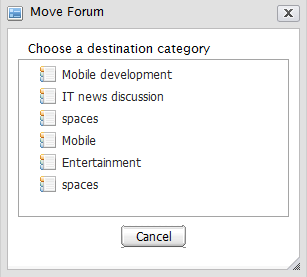 Move Forum
Choose a destination category
Mobile development
IT news discussion
spaces
Mobile
Entertainment
spaces
Cancel